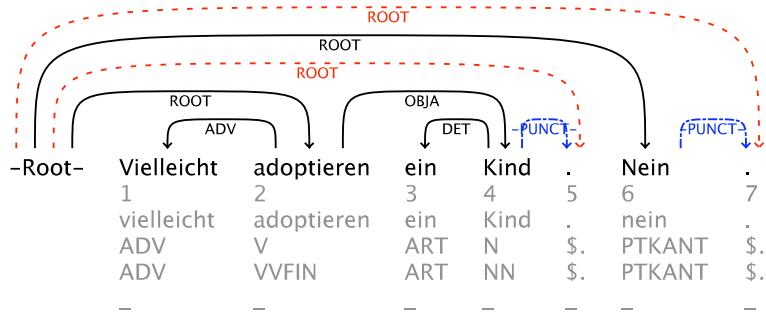 ROOT
ROOT
ROOT
ROOT OBJA
ADV DET -PUNCT- -PUNCT-
-Root- Vielleicht adoptieren ein Kind . Nein .
1 2 3 4 5 6 7
vielleicht adoptieren ein Kind . nein .
ADV V ART N $. PTKANT $.
ADV VVFIN ART NN $. PTKANT $.
_ _ _ _ _ _ _